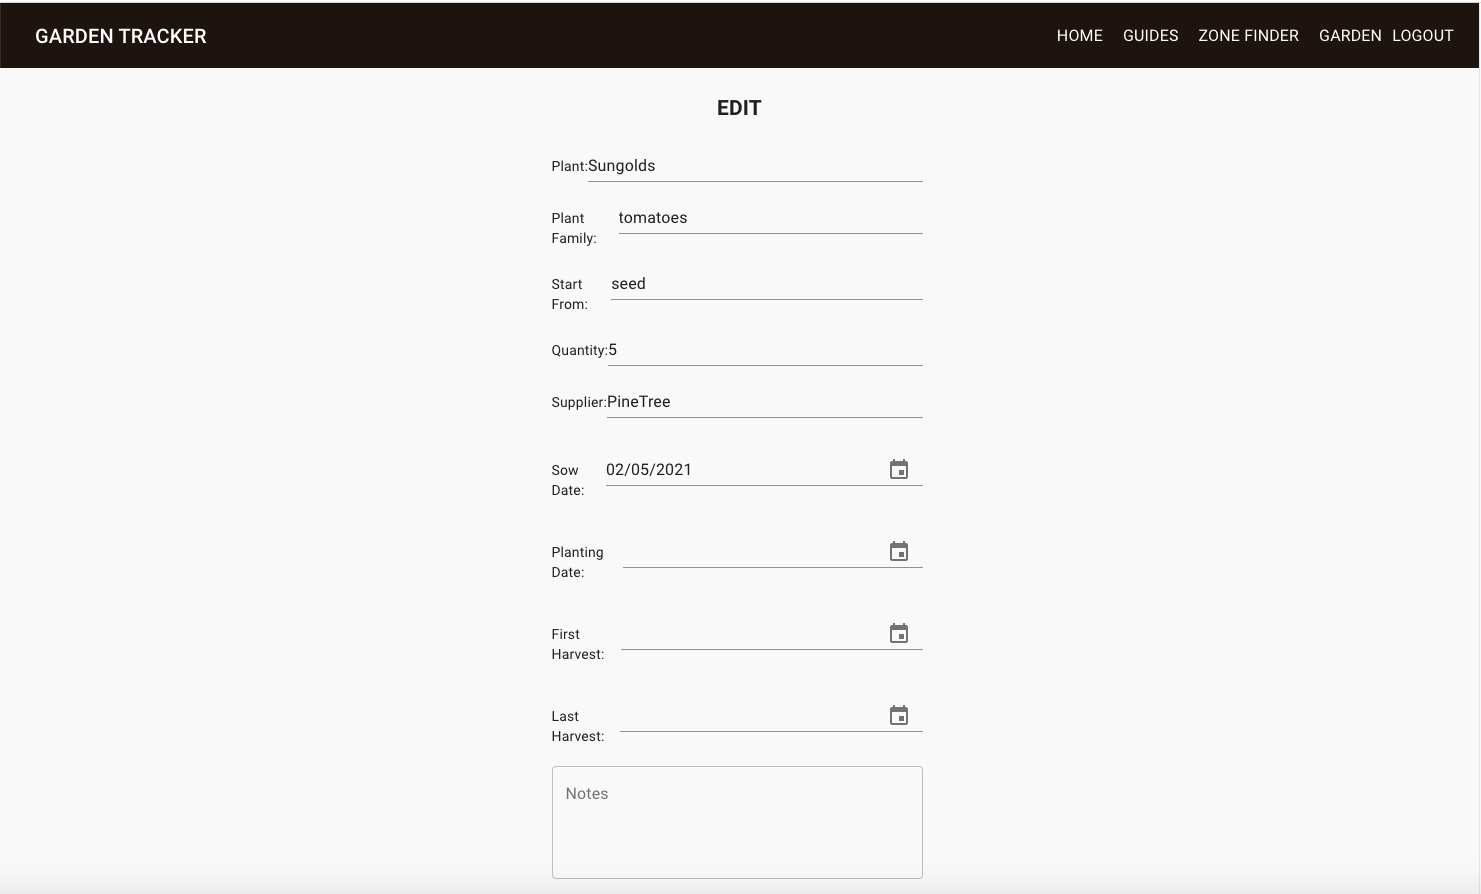 GARDEN TRACKER
HOME GUIDES ZONE FINDER GARDEN LOGOUT
EDIT
Plant:Sungolds
Plant
Family:
tomatoes
Start
From:
seed
Quantity:5
Supplier:PineTree
Sow
Date:
02/05/2021
Planting
Date:
First
Harvest:
Last
Harvest:
Notes